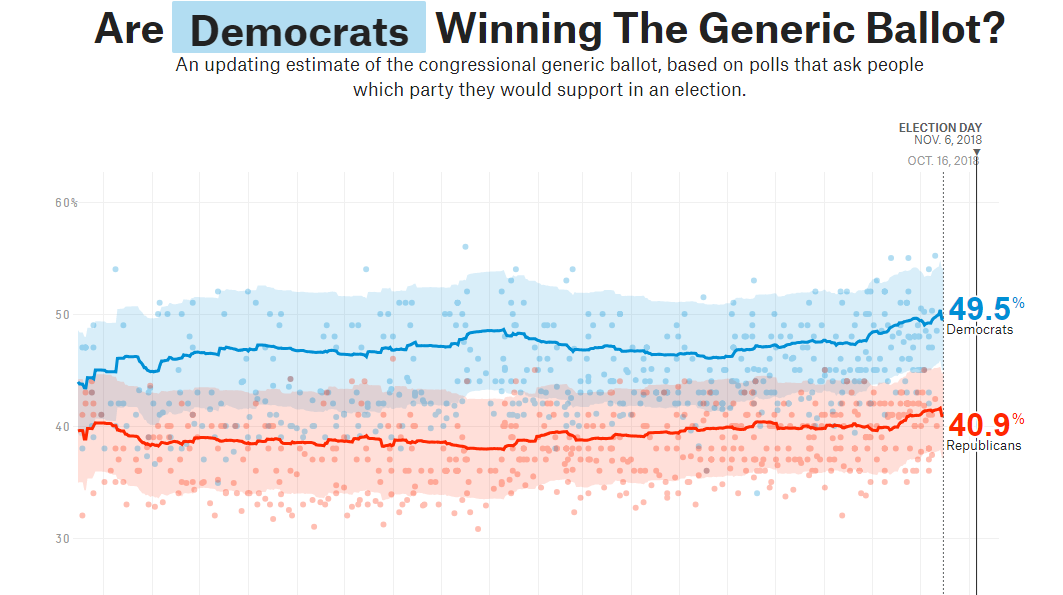 Are Democrats Winning The Generic Ballot?
An updating estimate of the congressional generic ballot, based on polls that ask people
which party they would support in an election.
ELECTION DAY
NOV. 6, 2018
OCT. 16, 2018
60%
50
49.5%
Democrats
40
40.9%
Republicans
30